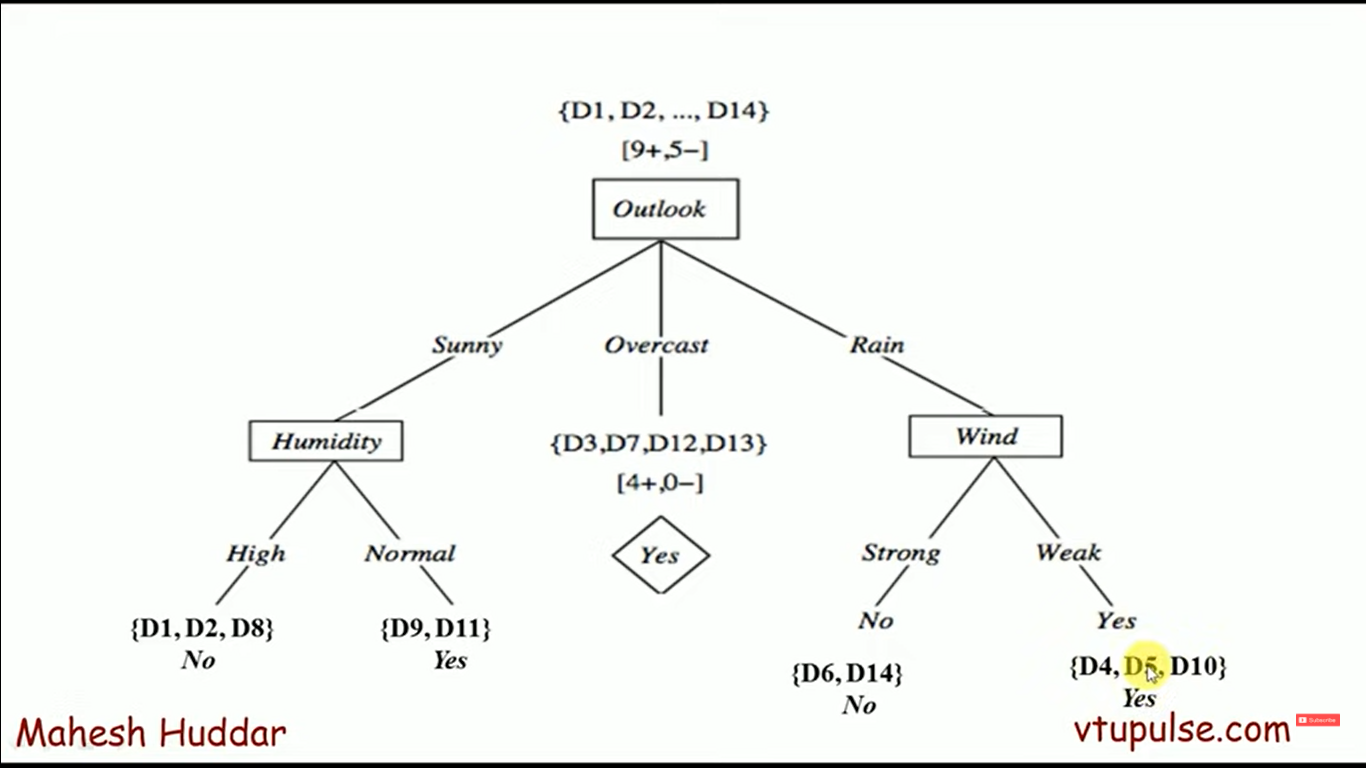 {D1, D2, ..., D14}
[9+,5−]
Outlook
Sunny
Overcast
Rain
Humidity
{D3,D7,D12,D13}
[4+,0−]
Wind
High
Normal
Yes
Strong
Weak
No
Yes
{D1, D2, D8}
No
{D9, D11}
Yes
{D6, D14}
No
{D4, D5, D10}
Yes
Mahesh Huddar
vtupulse.com
Subscribe